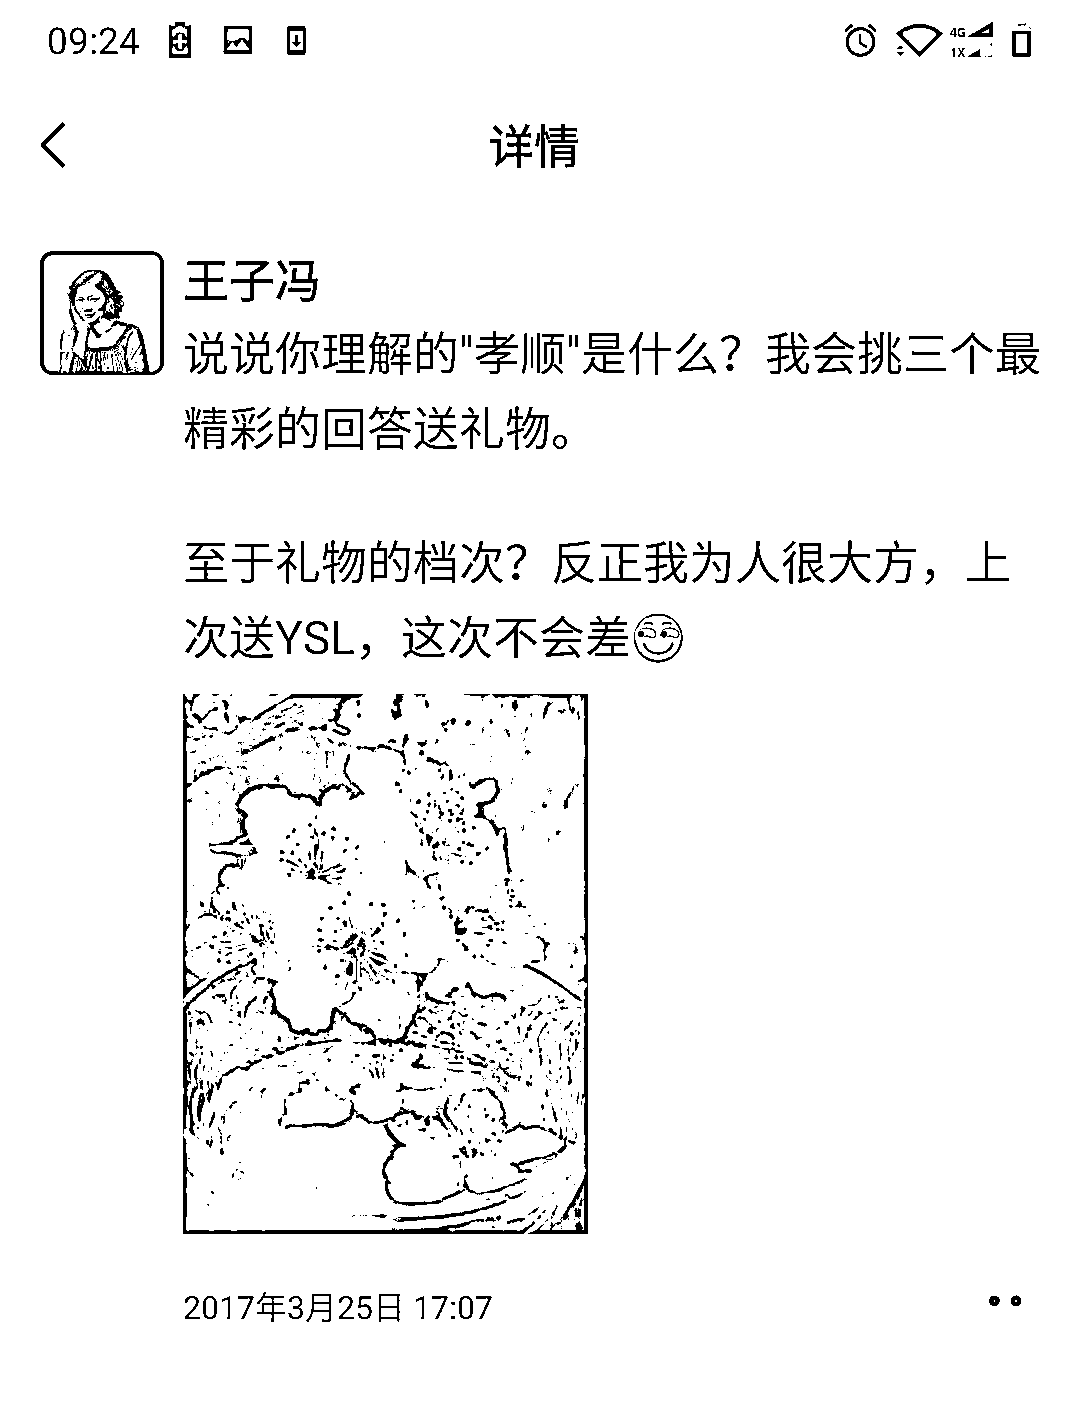 09:24
4G
1X
详情
王子冯
说说你理解的"孝顺"是什么？我会挑三个最
精彩的回答送礼物。
至于礼物的档次？反正我为人很大方，上
次送YSL，这次不会差
2017年3月25日 17:07